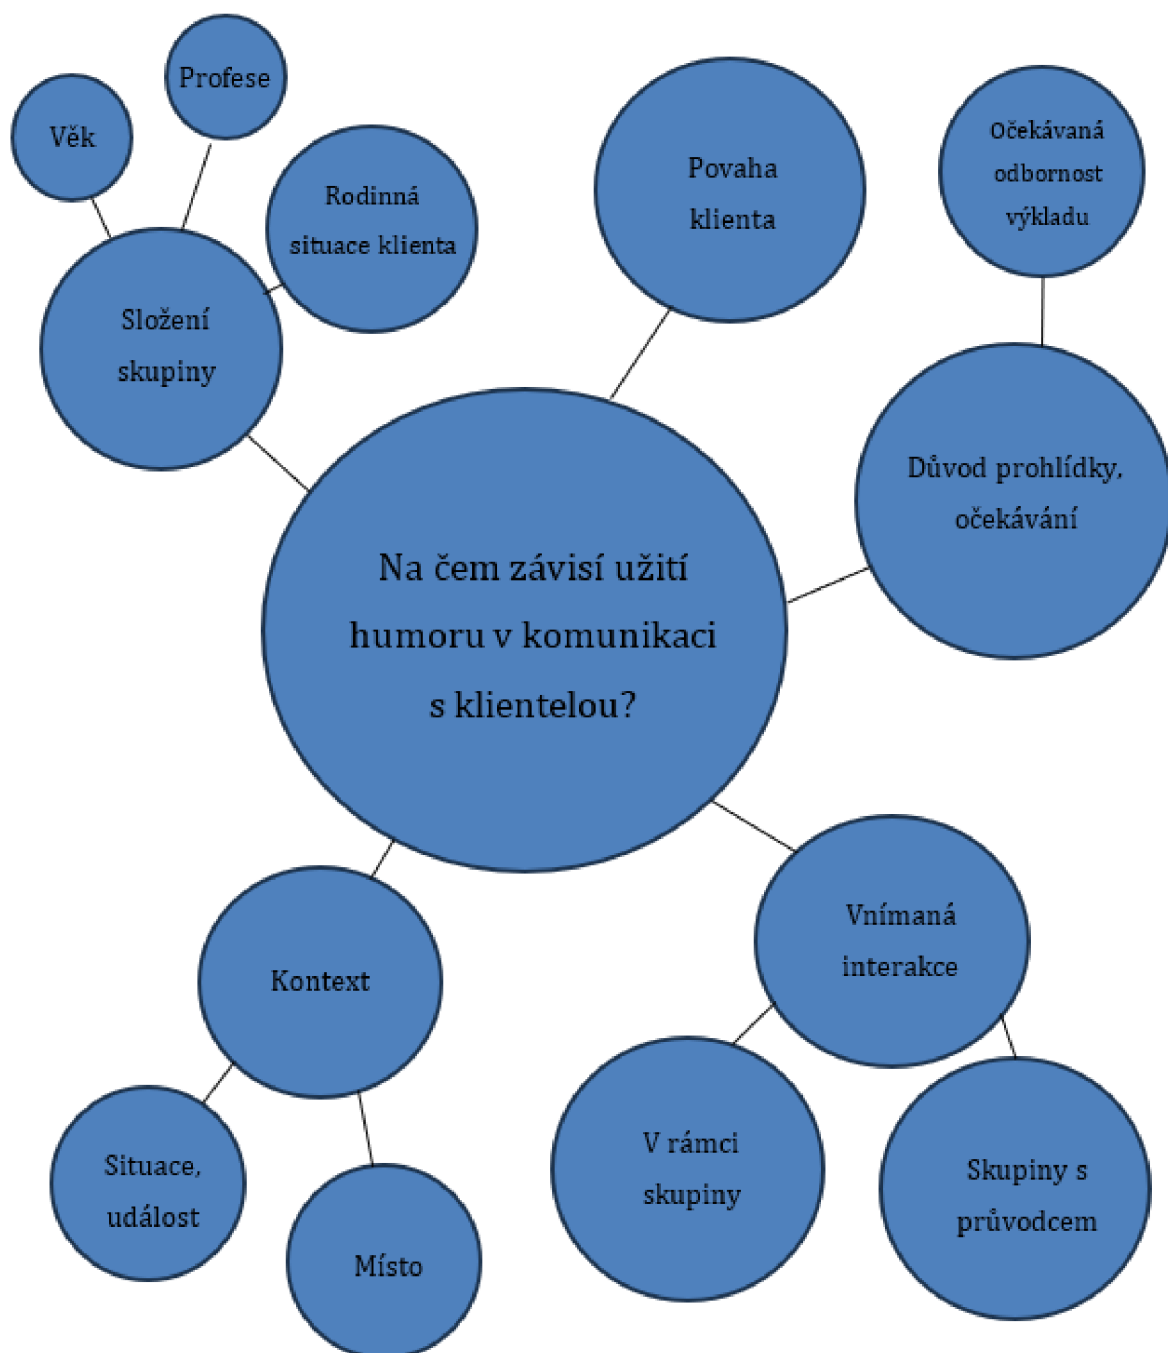 Profese
Věk
Rodinná
situace klienta
Složení
skupiny
Povaha
klienta
Očekávaná
odbornost
výkladu
Důvod prohlídky,
očekávání
Na čem závisí užití
humoru v komunikaci
s klientelou?
Kontext
Situace,
událost
Místo
Vnímaná
interakce
V rámci
skupiny
Skupiny s
průvodcem